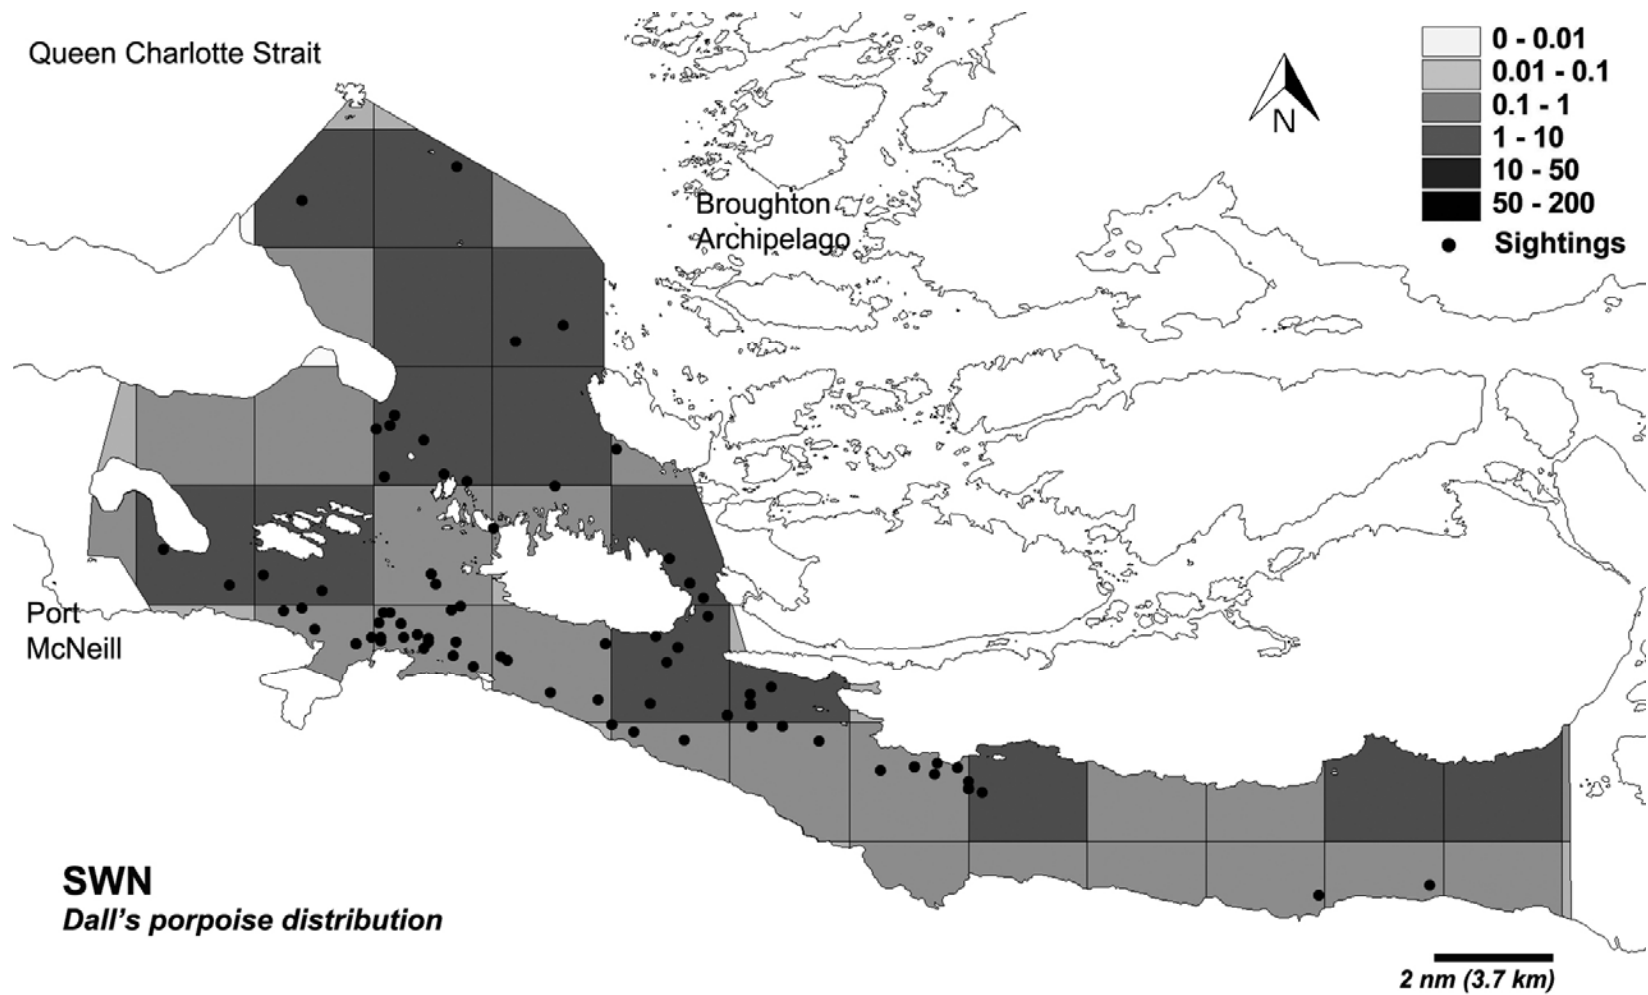 Queen Charlotte Strait
0 - 0.01
0.01 - 0.1
0.1 - 1
1 - 10
10 - 50
50 - 200
Sightings
N
Broughton
Archipelago
Port
McNeill
SWN
Dall's porpoise distribution
2 nm (3.7 km)